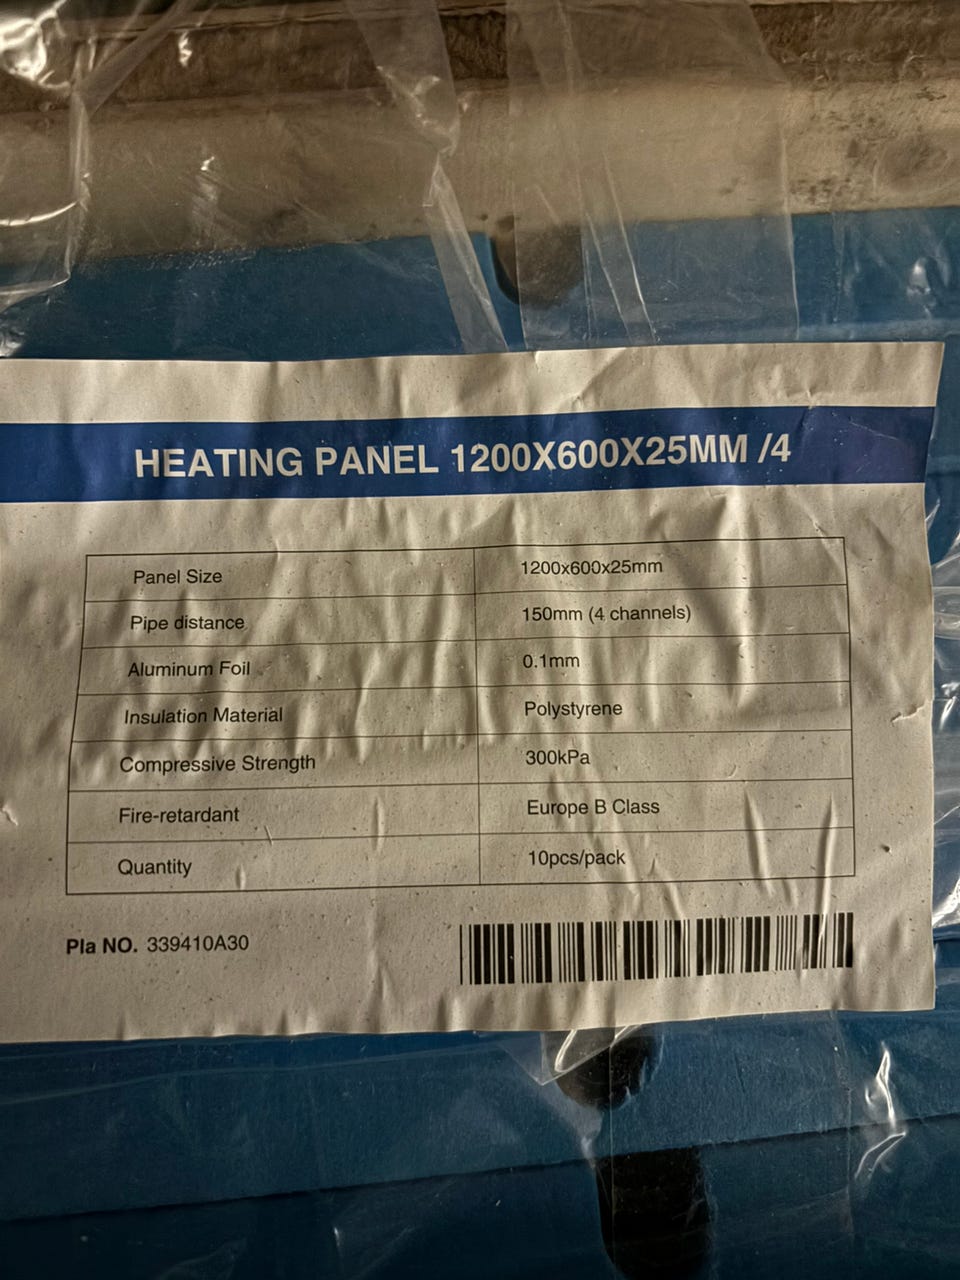 HEATING PANEL 1200X600X25MM /4
Panel Size 1200x600x25mm
Pipe distance 150mm (4 channels)
Aluminum Foil 0.1mm
Insulation Material Polystyrene
Compressive Strength 300kPa
Fire-retardant Europe B Class
Quantity 10pcs/pack
Pla NO. 339410A30